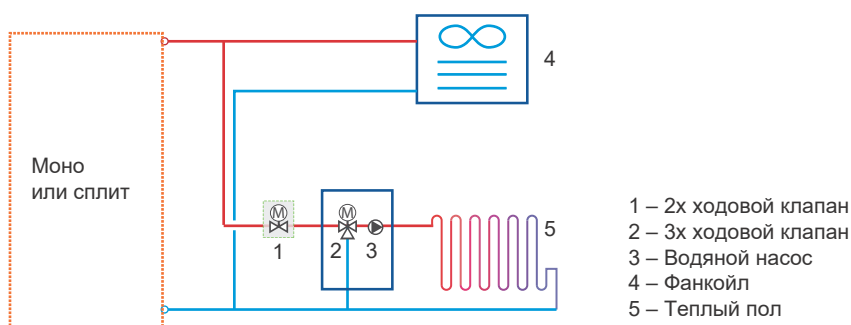 4
Моно
или сплит
M
M
1
2
3
5
1 – 2х ходовой клапан
2 – 3х ходовой клапан
3 – Водяной насос
4 – Фанкойл
5 – Теплый пол